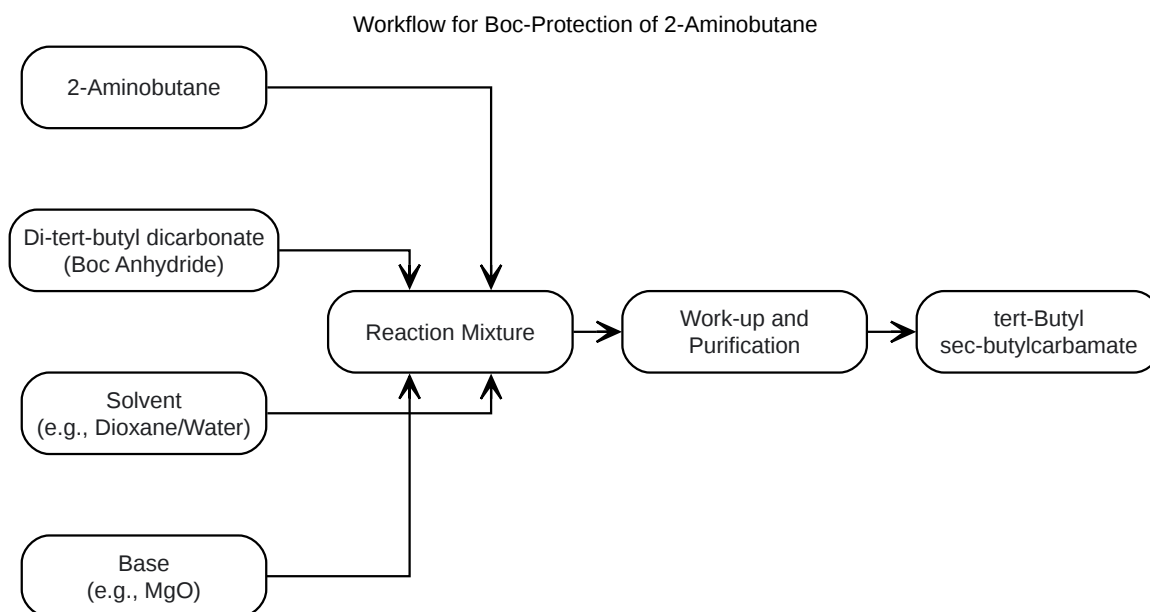 Workflow for Boc-Protection of 2-Aminobutane
2-Aminobutane
Di-tert-butyl dicarbonate
(Boc Anhydride)
Reaction Mixture
Work-up and
Purification
tert-Butyl
sec-butylcarbamate
Solvent
(e.g., Dioxane/Water)
Base
(e.g., MgO)